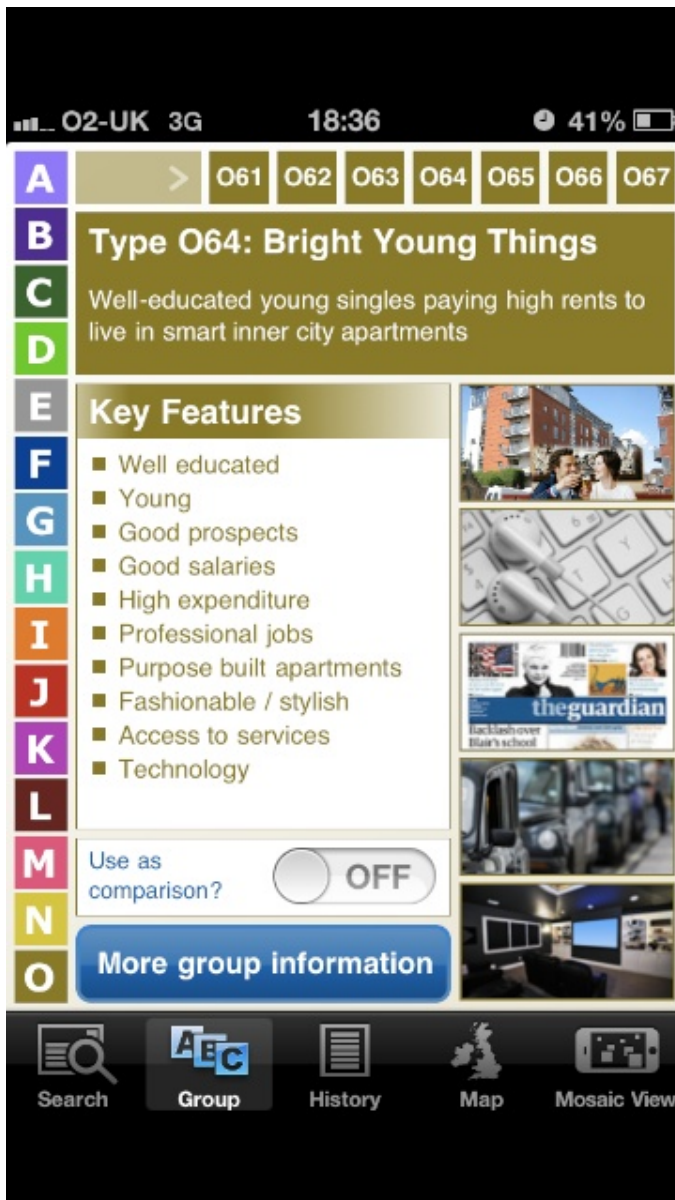 O2-UK 3G 18:36 41%
A > O61 O62 O63 O64 O65 O66 O67
B
C
D
E
F
G
H
I
J
K
L
M
N
O
Type O64: Bright Young Things
Well-educated young singles paying high rents to
live in smart inner city apartments
Key Features
Well educated
Young
Good prospects
Good salaries
High expenditure
Professional jobs
Purpose built apartments
Fashionable / stylish
Access to services
Technology
theguardian
Backlash over
Blair's school
Use as
comparison?
OFF
More group information
ABC
Search Group History Map Mosaic View